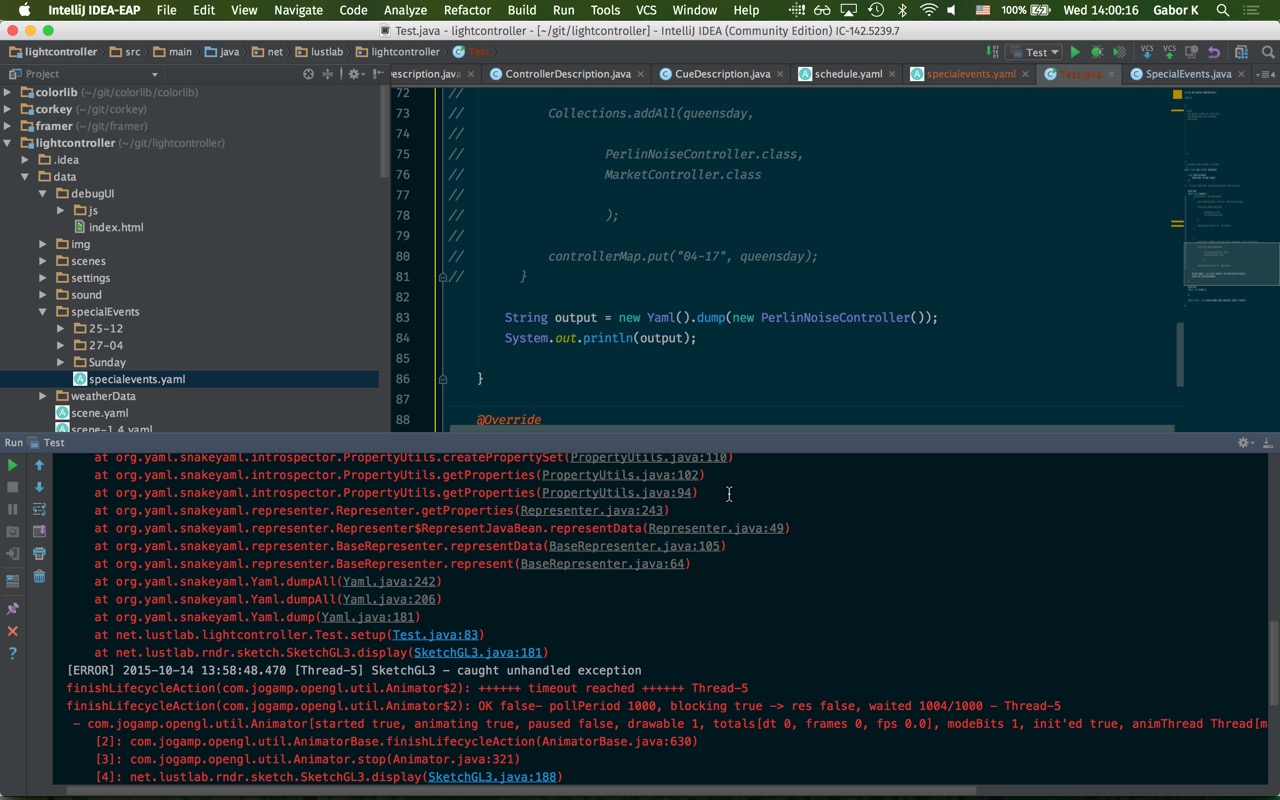 IntelliJ IDEA-EAP File Edit View Navigate Code Analyze Refactor Build Run Tools VCS Window Help 100% Wed 14:00:16 Gabor K
Test.java - lightcontroller - [~/git/lightcontroller] - IntelliJ IDEA (Community Edition) IC-142.5239.7
lightcontroller src main java net lustlab lightcontroller Test Test VCS VCS
Project escription.java ControllerDescription.java CueDescription.java schedule.yaml specialevents.yaml Test.java SpecialEvents.java 4
colorlib (~/git/colorlib/colorlib)
corkey (~/git/corkey)
framer (~/git/framer)
lightcontroller (~/git/lightcontroller)
.idea
data
debugUI
js
index.html
img
scenes
settings
sound
specialEvents
25-12
27-04
Sunday
specialevents.yaml
weatherData
scene.yaml
scene-1.4.yaml
72 //
73 // Collections.addAll(queensday,
74 //
75 // PerlinNoiseController.class,
76 // MarketController.class
77 //
78 // );
79 //
80 // controllerMap.put("04-17", queensday);
81 // }
82
83 String output = new Yaml().dump(new PerlinNoiseController());
84 System.out.println(output);
85
86 }
87
88 @Override
Run Test
at org.yaml.snakeyaml.introspector.PropertyUtils.createPropertySet(PropertyUtils.java:110)
at org.yaml.snakeyaml.introspector.PropertyUtils.getProperties(PropertyUtils.java:102)
at org.yaml.snakeyaml.introspector.PropertyUtils.getProperties(PropertyUtils.java:94)
at org.yaml.snakeyaml.representer.Representer.getProperties(Representer.java:243)
at org.yaml.snakeyaml.representer.Representer$RepresentJavaBean.representData(Representer.java:49)
at org.yaml.snakeyaml.representer.BaseRepresenter.representData(BaseRepresenter.java:105)
at org.yaml.snakeyaml.representer.BaseRepresenter.represent(BaseRepresenter.java:64)
at org.yaml.snakeyaml.Yaml.dumpAll(Yaml.java:242)
at org.yaml.snakeyaml.Yaml.dumpAll(Yaml.java:206)
at org.yaml.snakeyaml.Yaml.dump(Yaml.java:181)
at net.lustlab.lightcontroller.Test.setup(Test.java:83)
at net.lustlab.rndr.sketch.SketchGL3.display(SketchGL3.java:181)
[ERROR] 2015-10-14 13:58:48.470 [Thread-5] SketchGL3 - caught unhandled exception
finishLifecycleAction(com.jogamp.opengl.util.Animator$2): ++++++ timeout reached ++++++ Thread-5
finishLifecycleAction(com.jogamp.opengl.util.Animator$2): OK false- pollPeriod 1000, blocking true -> res false, waited 1004/1000 - Thread-5
- com.jogamp.opengl.util.Animator[started true, animating true, paused false, drawable 1, totals[dt 0, frames 0, fps 0.0], modeBits 1, init'ed true, animThread Thread[m
[2]: com.jogamp.opengl.util.AnimatorBase.finishLifecycleAction(AnimatorBase.java:630)
[3]: com.jogamp.opengl.util.Animator.stop(Animator.java:321)
[4]: net.lustlab.rndr.sketch.SketchGL3.display(SketchGL3.java:188)